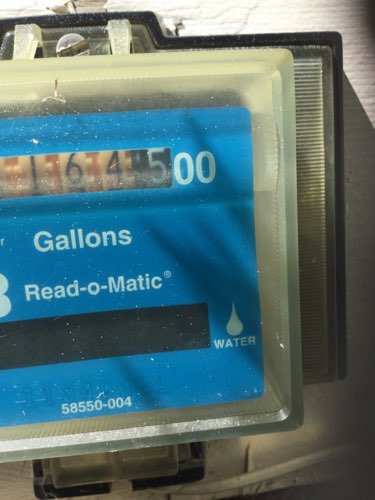 164500
Gallons
Read-o-Matic®
WATER
58550-004